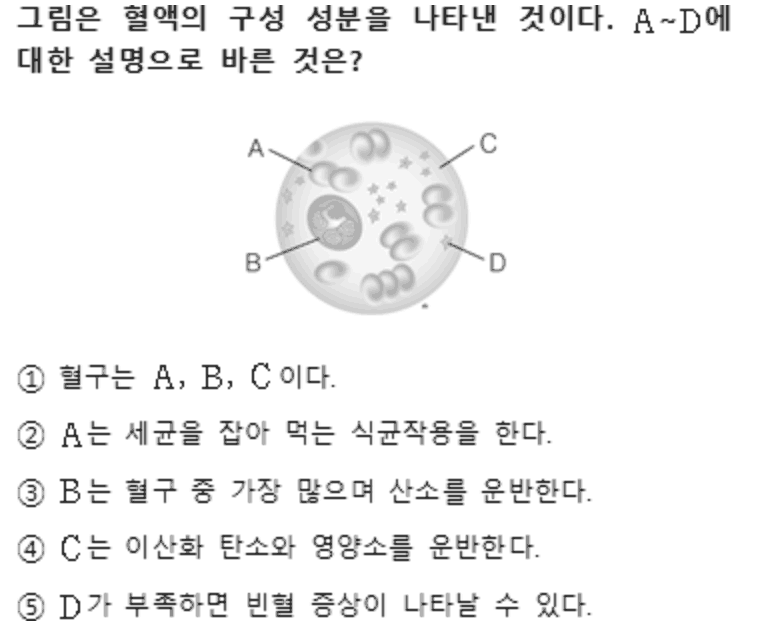 그림은 혈액의 구성 성분을 나타낸 것이다. A~D에
대한 설명으로 바른 것은?
A
C
B
D
① 혈구는 A, B, C이다.
② A는 세균을 잡아 먹는 식균작용을 한다.
③ B는 혈구 중 가장 많으며 산소를 운반한다.
④ C는 이산화 탄소와 영양소를 운반한다.
⑤ D가 부족하면 빈혈 증상이 나타날 수 있다.